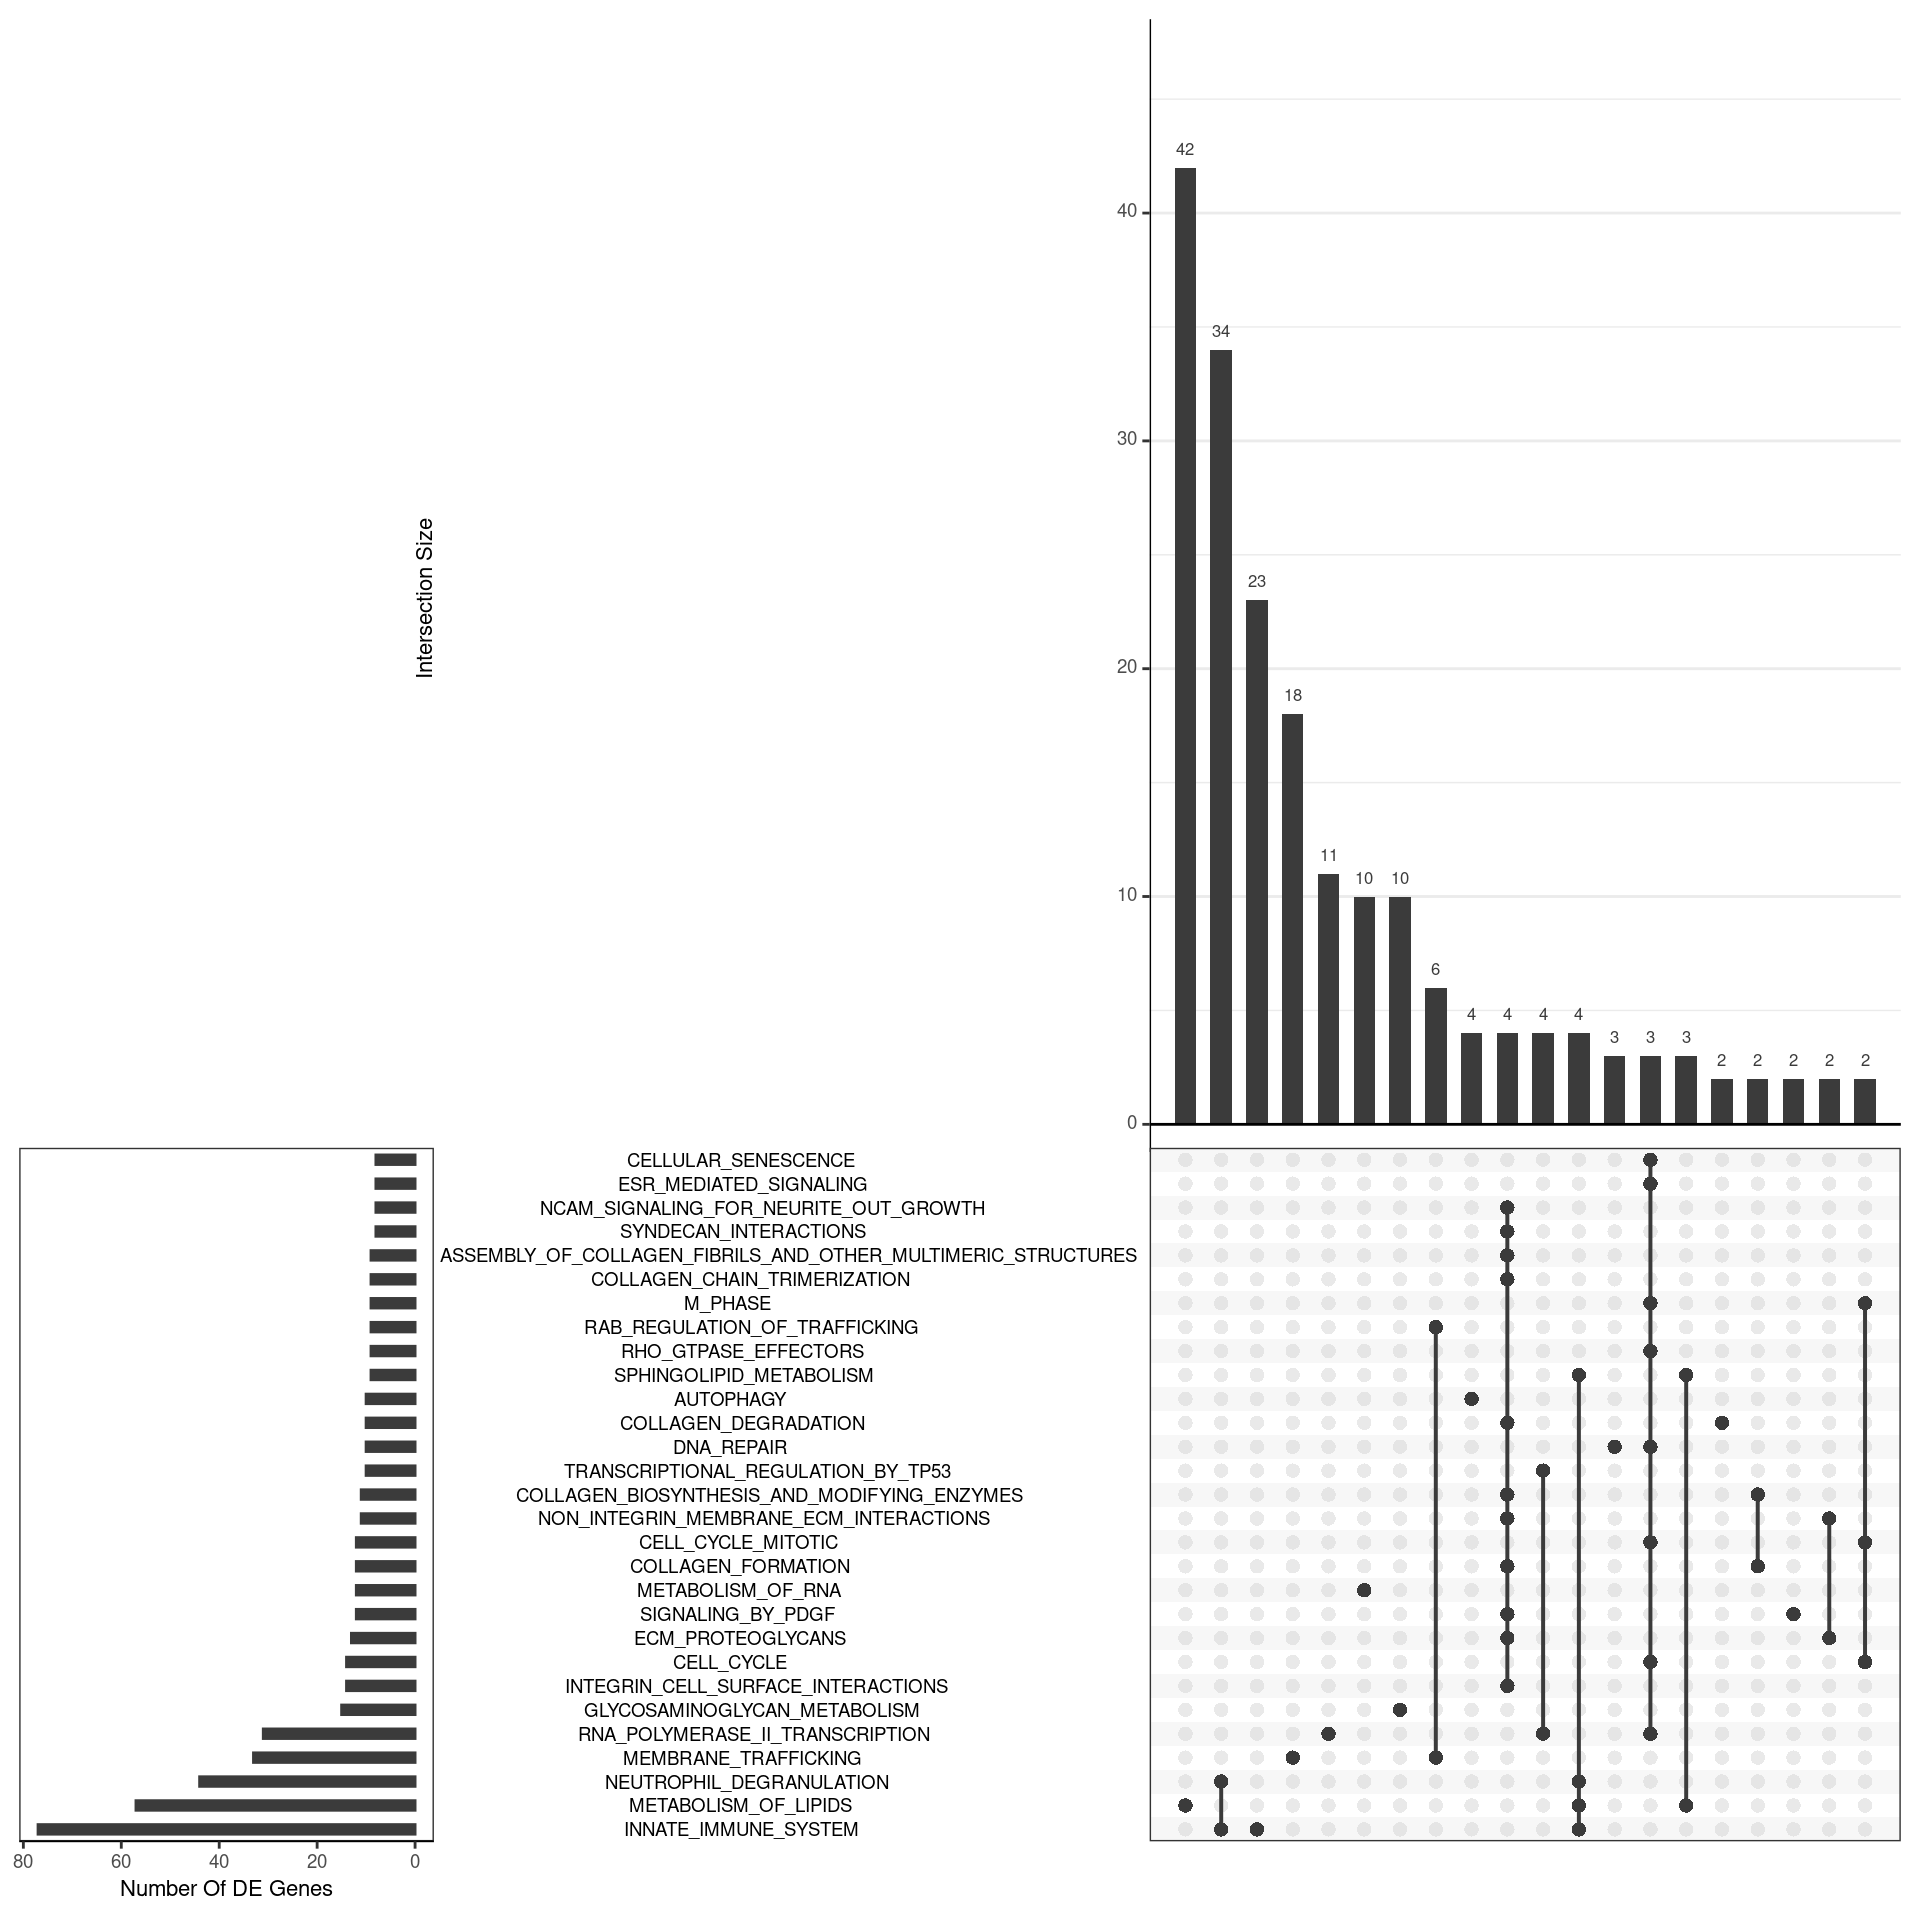 42
40
34
30
23
20
18
11
10 10
10
6
4 4 4 4
3 3 3
2 2 2 2 2
0
Intersection Size
CELLULAR_SENESCENCE
ESR_MEDIATED_SIGNALING
NCAM_SIGNALING_FOR_NEURITE_OUT_GROWTH
SYNDECAN_INTERACTIONS
ASSEMBLY_OF_COLLAGEN_FIBRILS_AND_OTHER_MULTIMERIC_STRUCTURES
COLLAGEN_CHAIN_TRIMERIZATION
M_PHASE
RAB_REGULATION_OF_TRAFFICKING
RHO_GTPASE_EFFECTORS
SPHINGOLIPID_METABOLISM
AUTOPHAGY
COLLAGEN_DEGRADATION
DNA_REPAIR
TRANSCRIPTIONAL_REGULATION_BY_TP53
COLLAGEN_BIOSYNTHESIS_AND_MODIFYING_ENZYMES
NON_INTEGRIN_MEMBRANE_ECM_INTERACTIONS
CELL_CYCLE_MITOTIC
COLLAGEN_FORMATION
METABOLISM_OF_RNA
SIGNALING_BY_PDGF
ECM_PROTEOGLYCANS
CELL_CYCLE
INTEGRIN_CELL_SURFACE_INTERACTIONS
GLYCOSAMINOGLYCAN_METABOLISM
RNA_POLYMERASE_II_TRANSCRIPTION
MEMBRANE_TRAFFICKING
NEUTROPHIL_DEGRANULATION
METABOLISM_OF_LIPIDS
INNATE_IMMUNE_SYSTEM
80 60 40 20 0
Number Of DE Genes